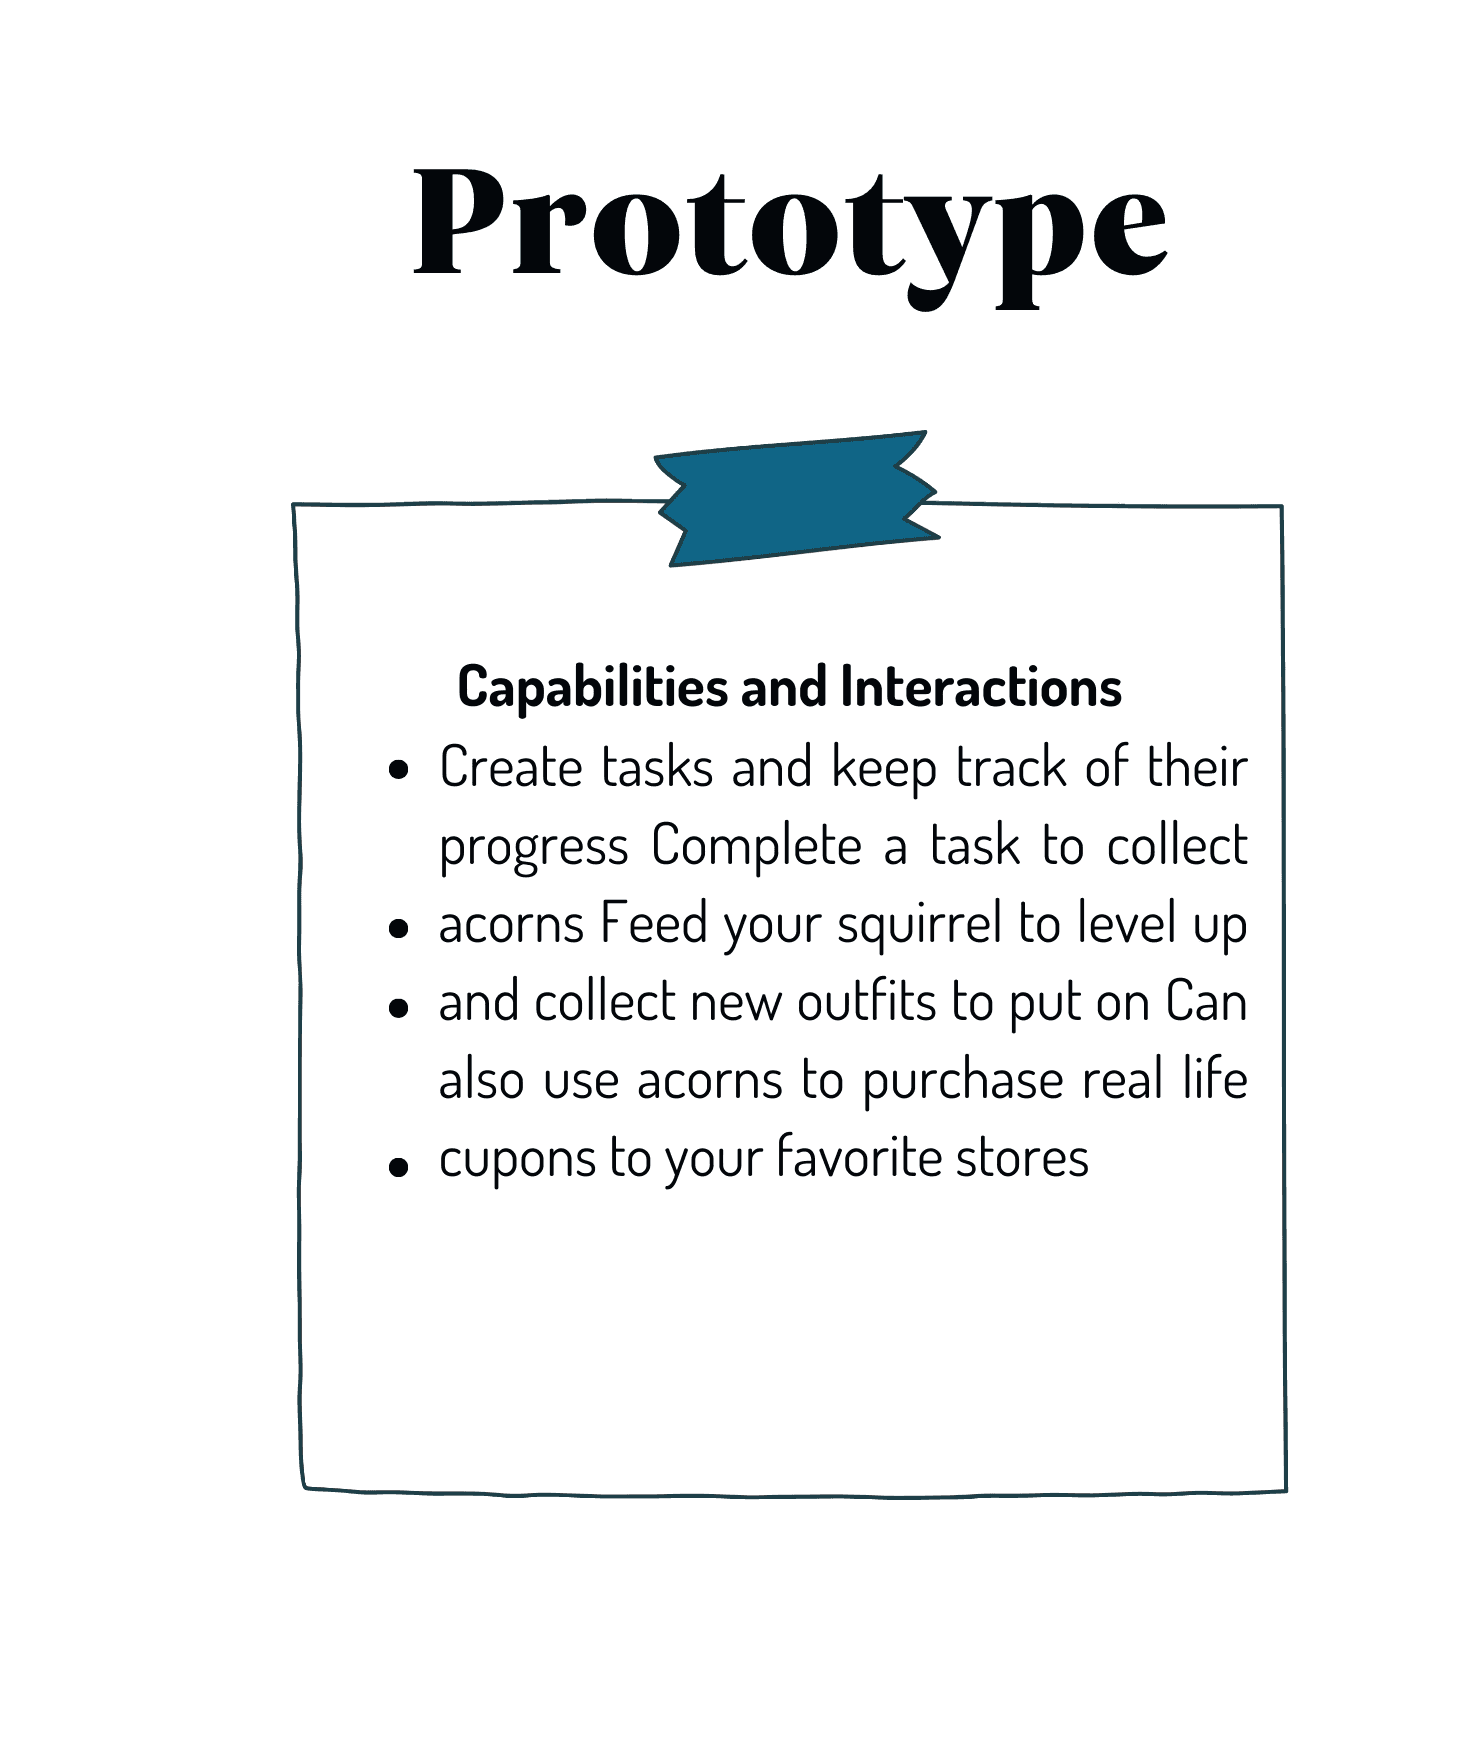 Prototype
Capabilities and Interactions
• Create tasks and keep track of their
progress Complete a task to collect
• acorns Feed your squirrel to level up
• and collect new outfits to put on Can
also use acorns to purchase real life
• cupons to your favorite stores